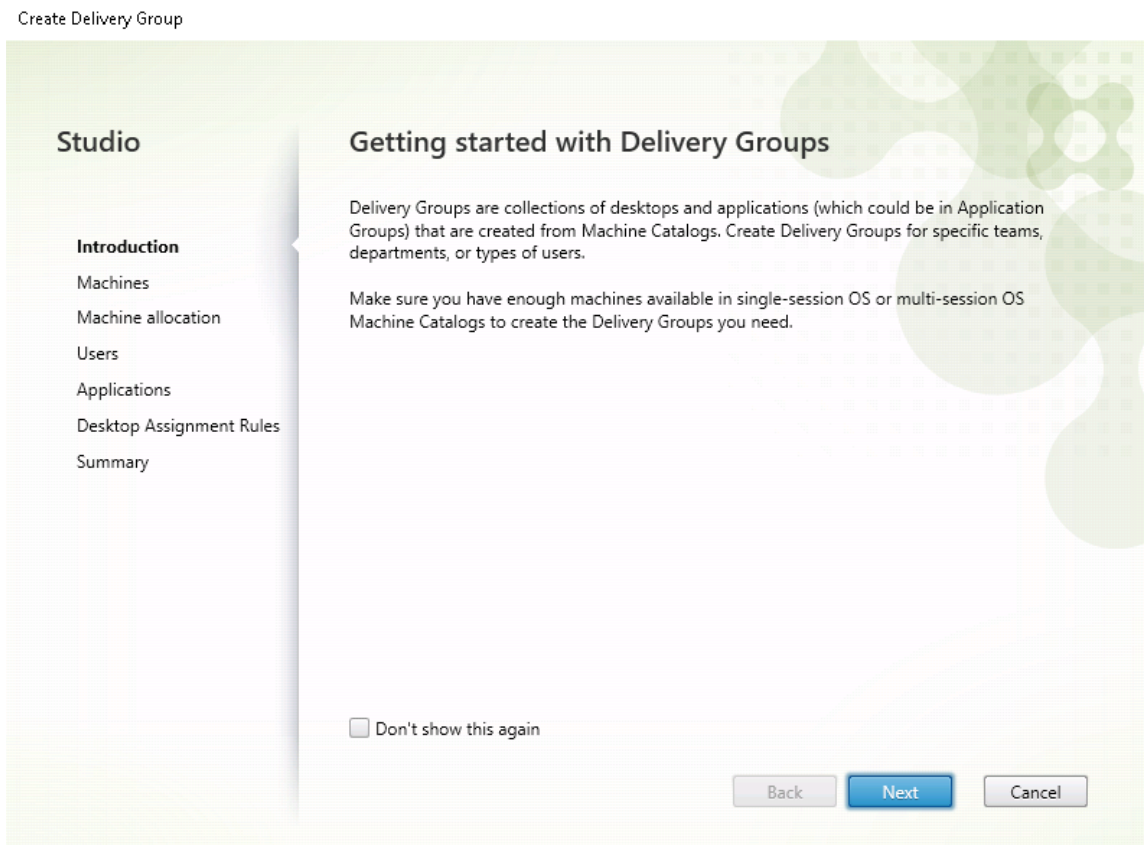 Create Delivery Group
Studio
Introduction
Machines
Machine allocation
Users
Applications
Desktop Assignment Rules
Summary
Getting started with Delivery Groups
Delivery Groups are collections of desktops and applications (which could be in Application
Groups) that are created from Machine Catalogs. Create Delivery Groups for specific teams,
departments, or types of users.
Make sure you have enough machines available in single-session OS or multi-session OS
Machine Catalogs to create the Delivery Groups you need.
Don't show this again
Back Next Cancel